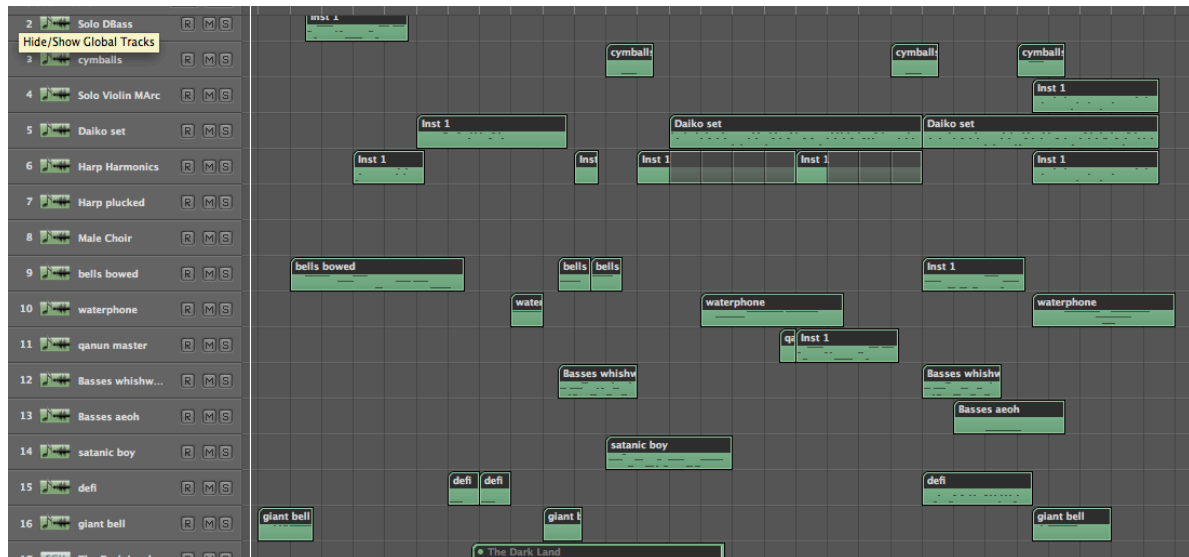 2 Solo DBass R M S Inst 1
Hide/Show Global Tracks
3 cymballs R M S cymballs cymballs cymballs
4 Solo Violin MArc R M S Inst 1
5 Daiko set R M S Inst 1 Daiko set Daiko set
6 Harp Harmonics R M S Inst 1 Inst Inst 1 Inst 1 Inst 1
7 Harp plucked R M S
8 Male Choir R M S
9 bells bowed R M S bells bowed bells bells Inst 1
10 waterphone R M S water waterphone waterphone
11 qanun master R M S qa Inst 1
12 Basses whishw... R M S Basses whishw Basses whishw
13 Basses aeoh R M S Basses aeoh
14 satanic boy R M S satanic boy
15 defi R M S defi defi defi
16 giant bell R M S giant bell giant b giant bell
The Dark Land